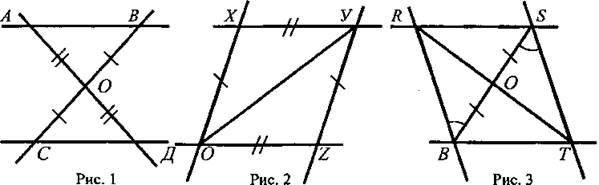 А В
О
С Д
Рис. 1
X У
O Z
Рис. 2
R S
O
В T
Рис. 3